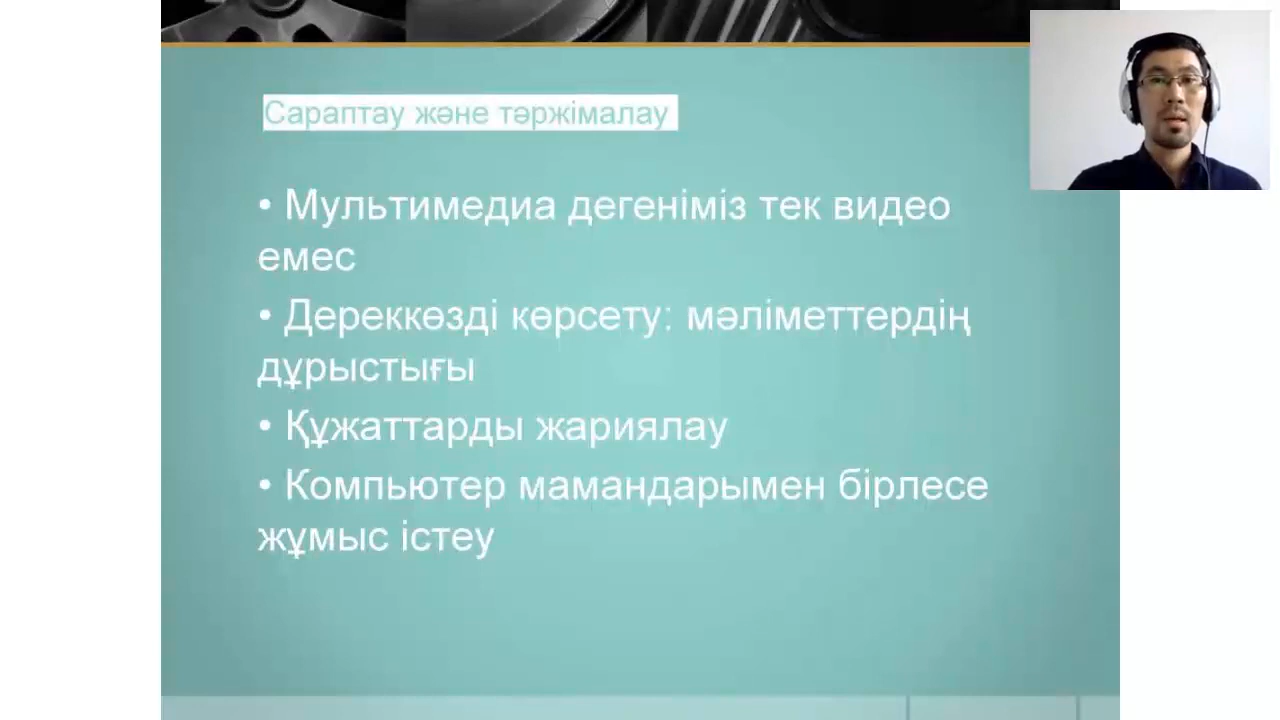 Сараптау және тәржімалау
• Мультимедиа дегеніміз тек видео
емес
• Дереккөзді көрсету: мәліметтердің
дұрыстығы
• Құжаттарды жариялау
• Компьютер мамандарымен бірлесе
жұмыс істеу